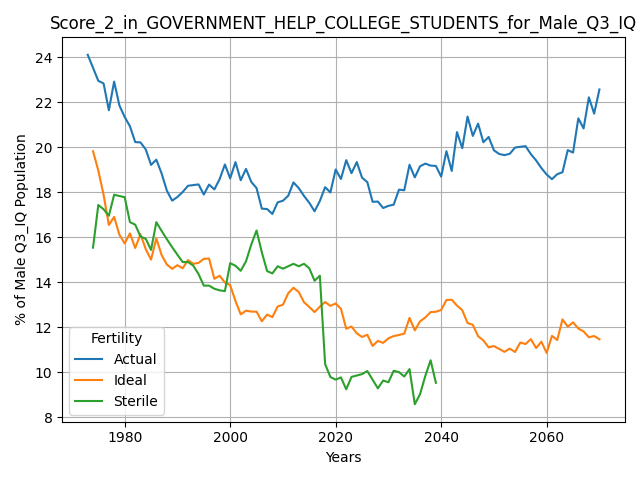 Score_2_in_GOVERNMENT_HELP_COLLEGE_STUDENTS_for_Male_Q3_IQ
% of Male Q3_IQ Population
24
22
20
18
16
14
12
10
8
Fertility
Actual
Ideal
Sterile
1980 2000 2020 2040 2060
Years